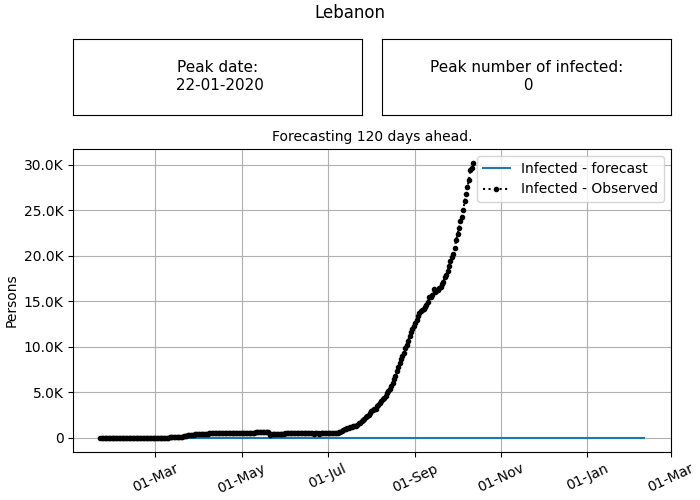 Lebanon
Peak date:
22-01-2020
Peak number of infected:
0
Forecasting 120 days ahead.
Infected - forecast
Infected - Observed
Persons
30.0K
25.0K
20.0K
15.0K
10.0K
5.0K
0
01-Mar
01-May
01-Jul
01-Sep
01-Nov
01-Jan
01-Mar